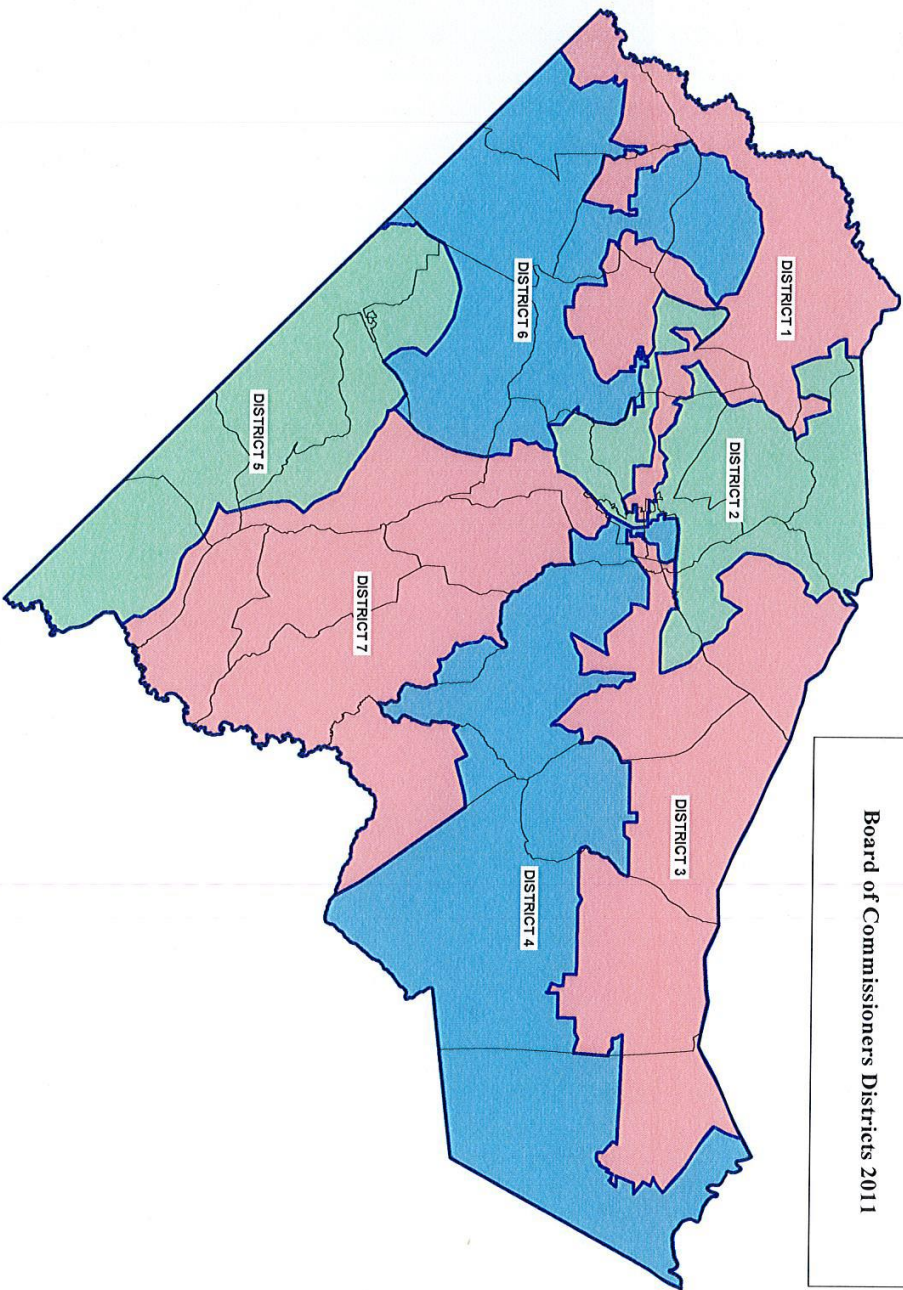 Board of Commissioners Districts 2011
DISTRICT 1
DISTRICT 2
DISTRICT 3
DISTRICT 4
DISTRICT 5
DISTRICT 6
DISTRICT 7